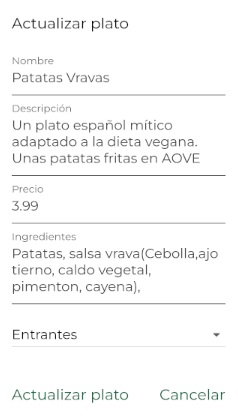 Actualizar plato
Nombre
Patatas Vravas
Descripción
Un plato español mítico
adaptado a la dieta vegana.
Unas patatas fritas en AOVE
Precio
3.99
Ingredientes
Patatas, salsa vrava(Cebolla,ajo
tierno, caldo vegetal,
pimenton, cayena),
Entrantes
Actualizar plato Cancelar